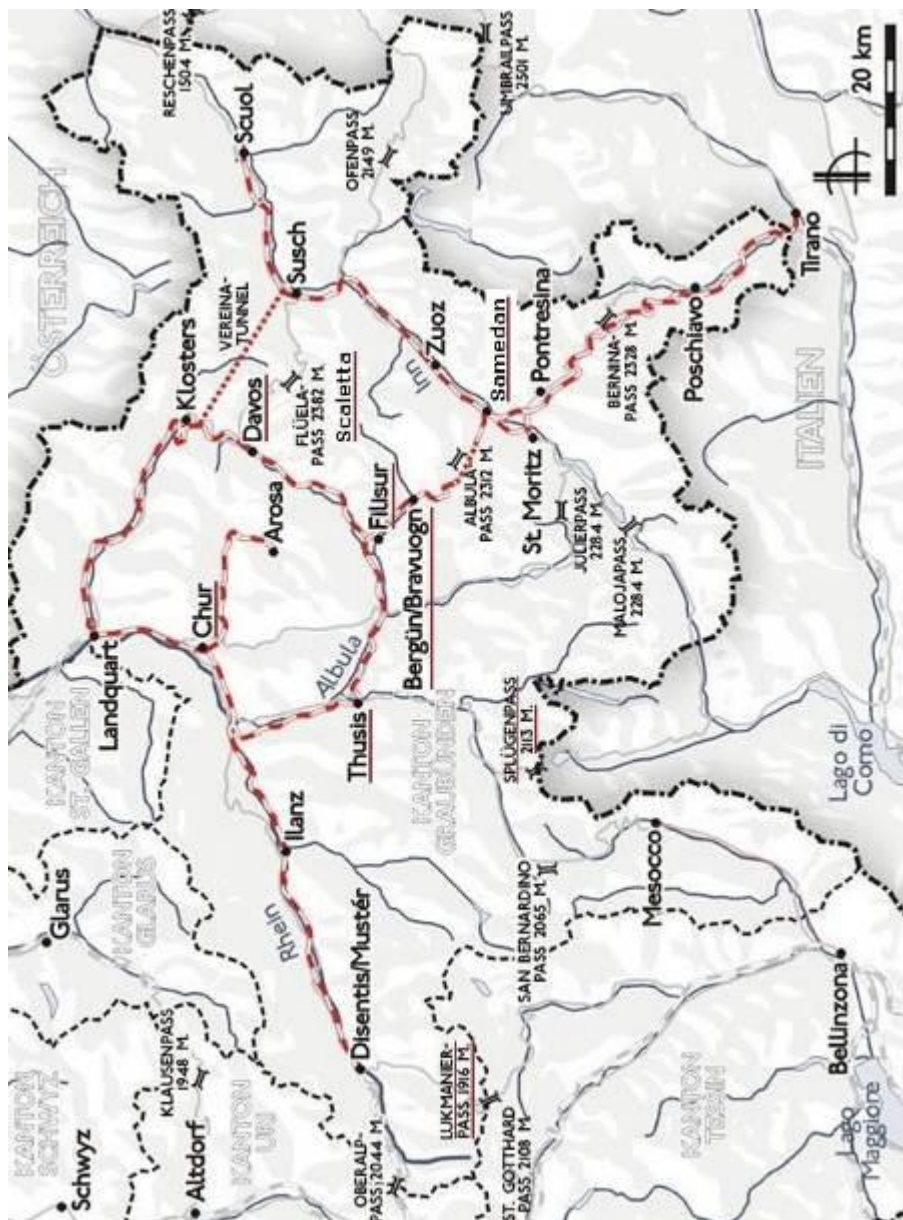 KANTON
SCHWYZ
Schwyz
Glarus
KANTON
GLARUS
KLAUSENPASS
1948 M.
Altdorf
KANTON
URI
KANTON
ST. GALLEN
Landquart
ÖSTERREICH
Klosters
VEREINA-
TUNNEL
Chur
Arosa
Davos
FLÜELA-
PASS 2382 M.
Scaletta
Susch
Scuol
RESCHENPASS
1504 M.
OFENPASS
2149 M.
UMBRAILPASS
2501 M.
Rhein
Ilanz
Disentis/Mustér
OBERALP-
PASS 2044 M.
Thusis
Albula
Filisur
Bergün/Bravuogn
ALBULA-
PASS 2312 M.
Inn
Zuoz
Samedan
KANTON
GRAUBÜNDEN
LUKMANIER-
PASS 1916 M.
ST. GOTTHARD
PASS 2108 M
SAN BERNARDINO
PASS 2065 M.
SPLÜGENPASS
2113 M.
St. Moritz
JULIERPASS
2284 M.
MALOJAPASS
2284 M.
Pontresina
BERNINA-
PASS 2328 M.
Poschiavo
Tirano
ITALIEN
Mesocco
Bellinzona
KANTON
TESSIN
Lago
Maggiore
Lago di
Como
20 km